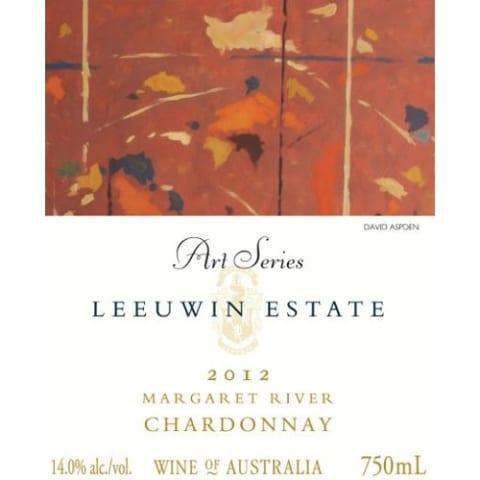 DAVID ASPDEN
Art Series
LEEUWIN ESTATE
2012
MARGARET RIVER
CHARDONNAY
14.0% alc./vol. WINE OF AUSTRALIA 750mL